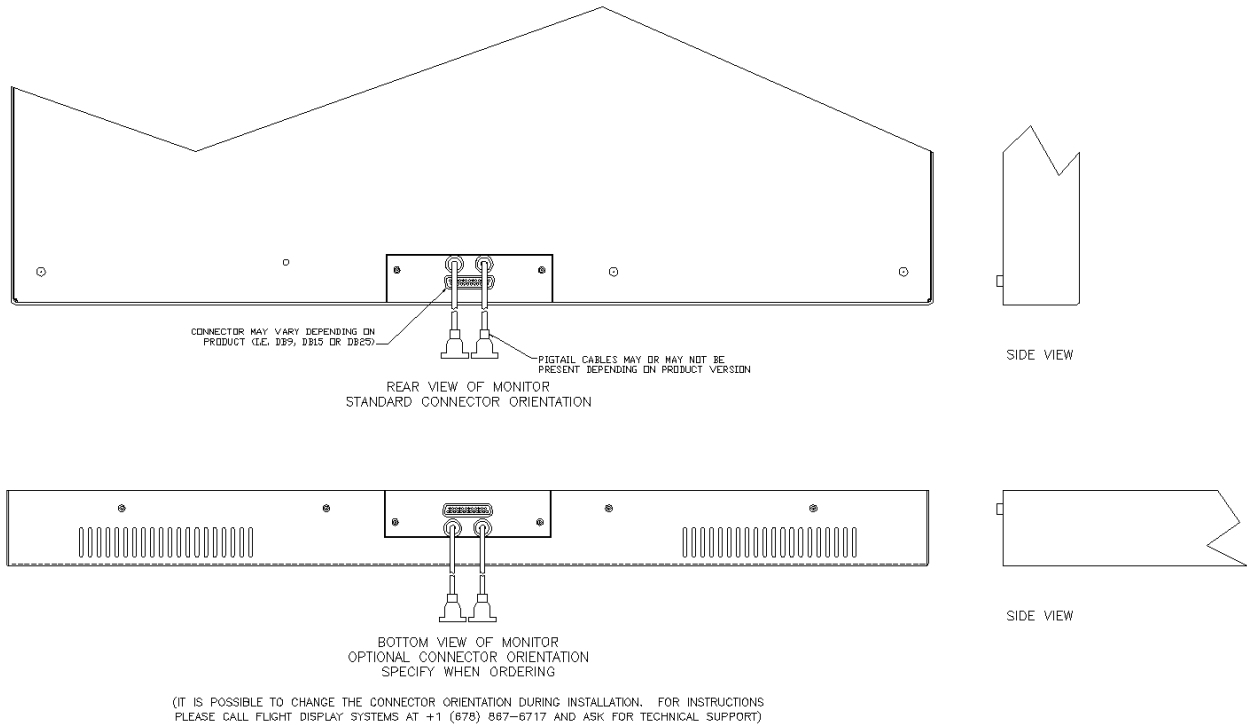 CONNECTOR MAY VARY DEPENDING ON
PRODUCT (I.E. DB9, DB15 OR DB25)
PIGTAIL CABLES MAY OR MAY NOT BE
PRESENT DEPENDING ON PRODUCT VERSION
REAR VIEW OF MONITOR
STANDARD CONNECTOR ORIENTATION
SIDE VIEW
BOTTOM VIEW OF MONITOR
OPTIONAL CONNECTOR ORIENTATION
SPECIFY WHEN ORDERING
SIDE VIEW
(IT IS POSSIBLE TO CHANGE THE CONNECTOR ORIENTATION DURING INSTALLATION. FOR INSTRUCTIONS
PLEASE CALL FLIGHT DISPLAY SYSTEMS AT +1 (678) 867-6717 AND ASK FOR TECHNICAL SUPPORT)